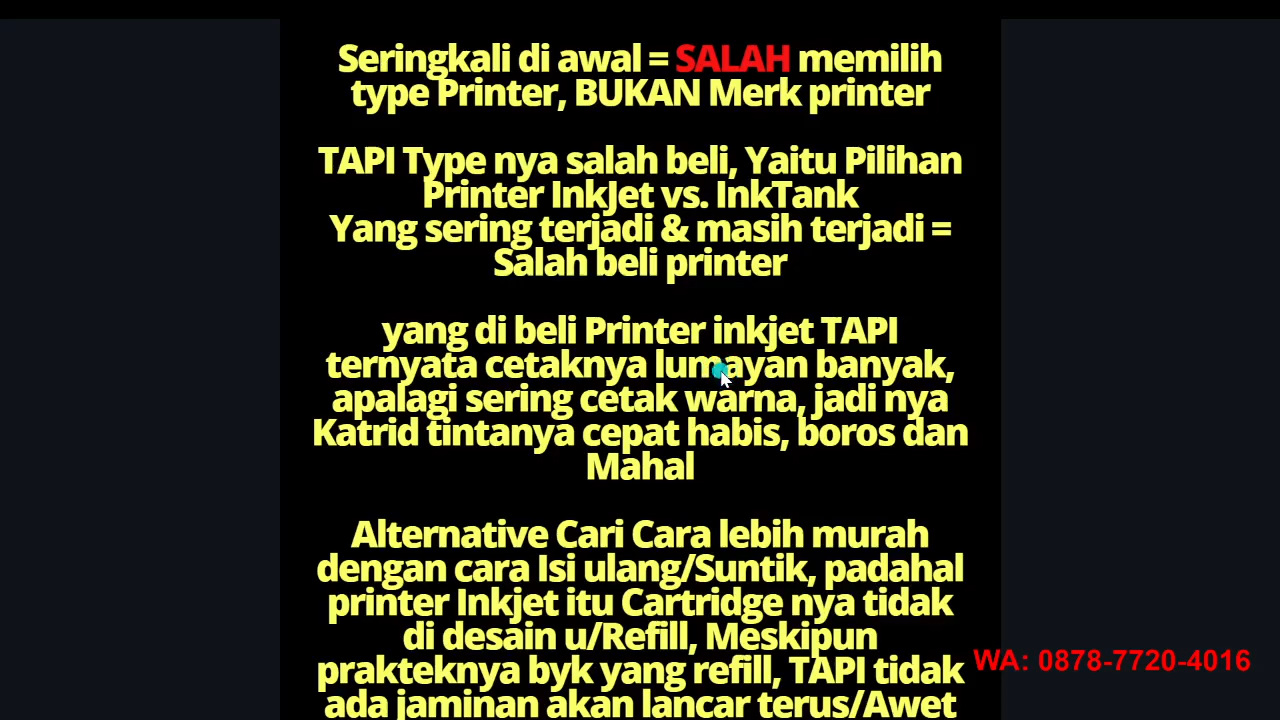 Seringkali di awal = SALAH memilih
type Printer, BUKAN Merk printer
TAPI Type nya salah beli, Yaitu Pilihan
Printer InkJet vs. InkTank
Yang sering terjadi & masih terjadi =
Salah beli printer
yang di beli Printer inkjet TAPI
ternyata cetaknya lumayan banyak,
apalagi sering cetak warna, jadi nya
Katrid tintanya cepat habis, boros dan
Mahal
Alternative Cari Cara lebih murah
dengan cara Isi ulang/Suntik, padahal
printer Inkjet itu Cartridge nya tidak
di desain u/Refill, Meskipun
prakteknya byk yang refill, TAPI tidak
ada jaminan akan lancar terus/Awet
WA: 0878-7720-4016